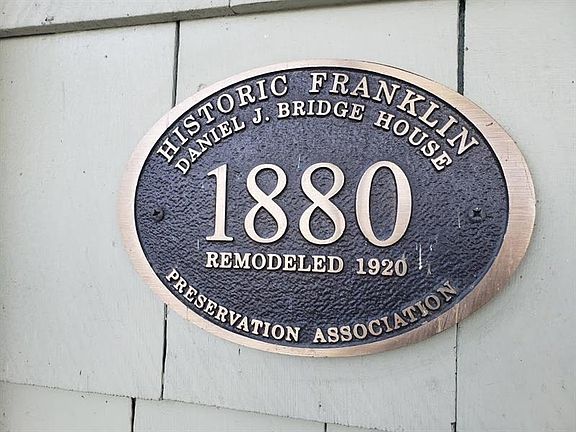 HISTORIC FRANKLIN
DANIEL J. BRIDGE HOUSE
1880
REMODELED 1920
PRESERVATION ASSOCIATION